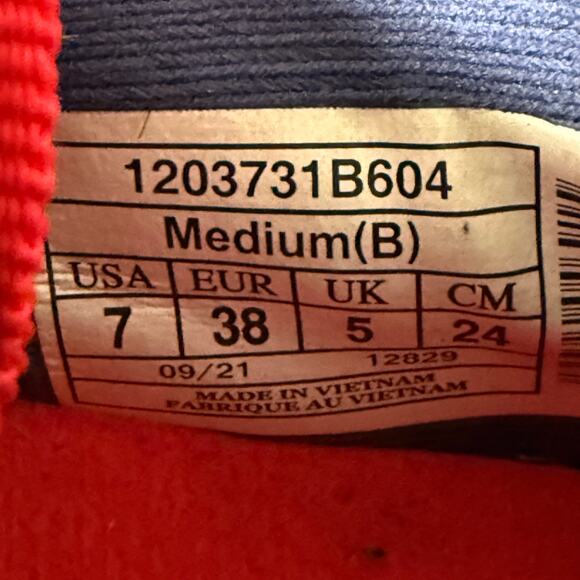 1203731B604
Medium(B)
USA EUR UK CM
7 38 5 24
09/21 12829
MADE IN VIETNAM
FABRIQUE AU VIETNAM